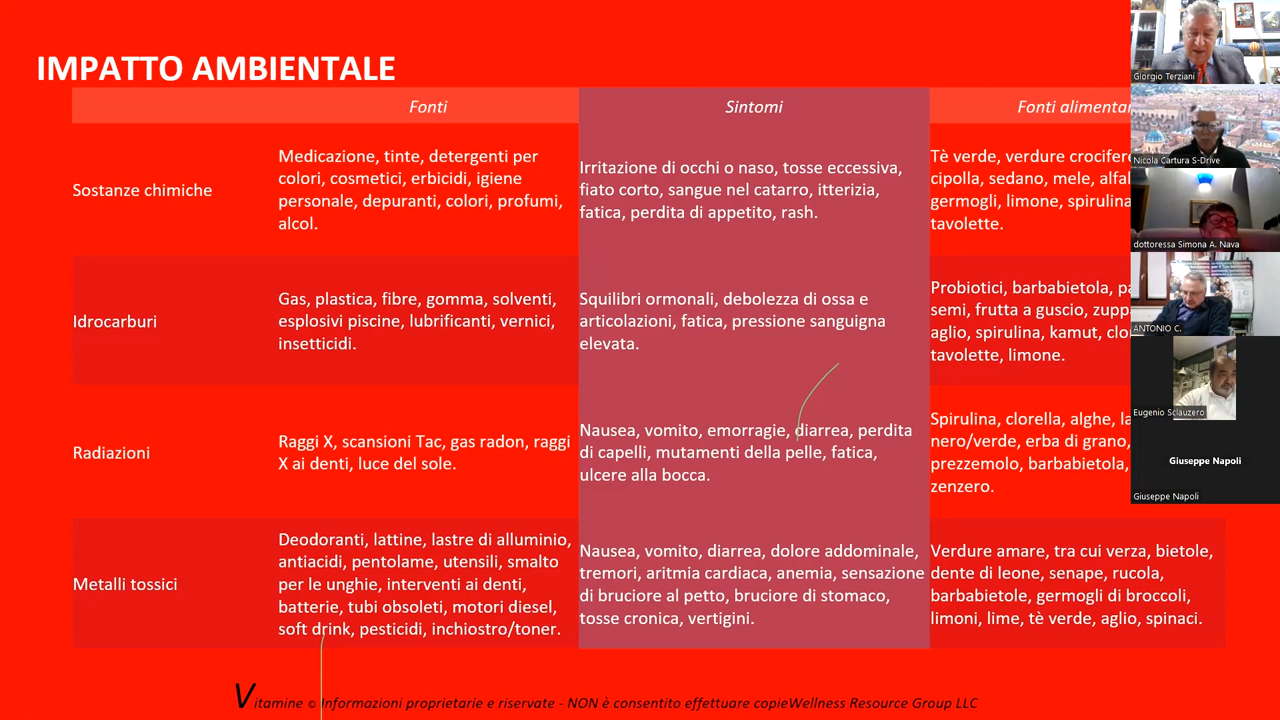 IMPATTO AMBIENTALE
Fonti
Sintomi
Fonti alimentar
Sostanze chimiche
Medicazione, tinte, detergenti per
colori, cosmetici, erbicidi, igiene
personale, depuranti, colori, profumi,
alcol.
Irritazione di occhi o naso, tosse eccessiva,
fiato corto, sangue nel catarro, itterizia,
fatica, perdita di appetito, rash.
Tè verde, verdure crocifere
cipolla, sedano, mele, alfal
germogli, limone, spirulina
tavolette.
Idrocarburi
Gas, plastica, fibre, gomma, solventi,
esplosivi piscine, lubrificanti, vernici,
insetticidi.
Squilibri ormonali, debolezza di ossa e
articolazioni, fatica, pressione sanguigna
elevata.
Probiotici, barbabietola, pa
semi, frutta a guscio, zupp
aglio, spirulina, kamut, clo
tavolette, limone.
Radiazioni
Raggi X, scansioni Tac, gas radon, raggi
X ai denti, luce del sole.
Nausea, vomito, emorragie, diarrea, perdita
di capelli, mutamenti della pelle, fatica,
ulcere alla bocca.
Spirulina, clorella, alghe, la
nero/verde, erba di grano,
prezzemolo, barbabietola,
zenzero.
Metalli tossici
Deodoranti, lattine, lastre di alluminio,
antiacidi, pentolame, utensili, smalto
per le unghie, interventi ai denti,
batterie, tubi obsoleti, motori diesel,
soft drink, pesticidi, inchiostro/toner.
Nausea, vomito, diarrea, dolore addominale,
tremori, aritmia cardiaca, anemia, sensazione
di bruciore al petto, bruciore di stomaco,
tosse cronica, vertigini.
Verdure amare, tra cui verza, bietole,
dente di leone, senape, rucola,
barbabietole, germogli di broccoli,
limoni, lime, tè verde, aglio, spinaci.
Vitamine © Informazioni proprietarie e riservate - NON è consentito effettuare copieWellness Resource Group LLC
Giorgio Terziani
Nicola Cartura S-Drive
dottoressa Simona A. Nava
ANTONIO C.
Eugenio Sclauzero
Giuseppe Napoli
Giuseppe Napoli